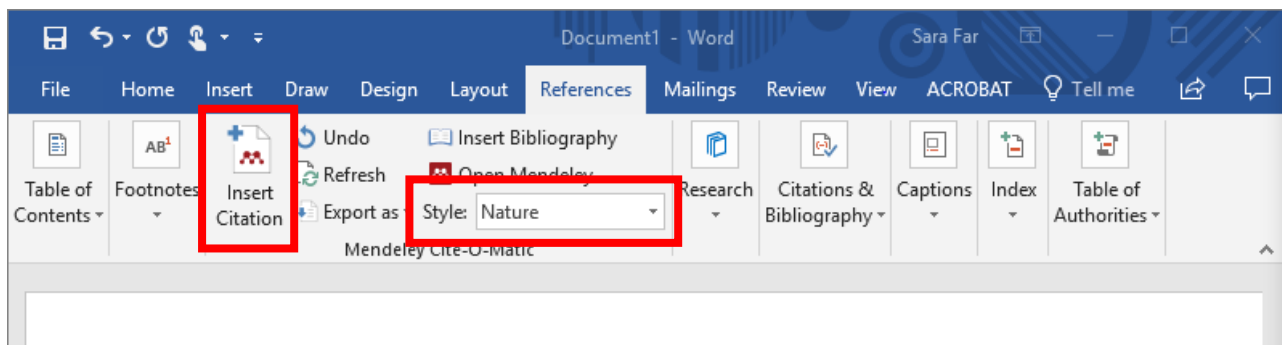 Document1 - Word Sara Far
File Home Insert Draw Design Layout References Mailings Review View ACROBAT Tell me
AB1
Undo Insert Bibliography
Refresh Open Mendeley
Table of Contents Footnotes Insert Citation Export as Style: Nature Research Citations & Bibliography Captions Index Table of Authorities
Mendeley Cite-O-Matic